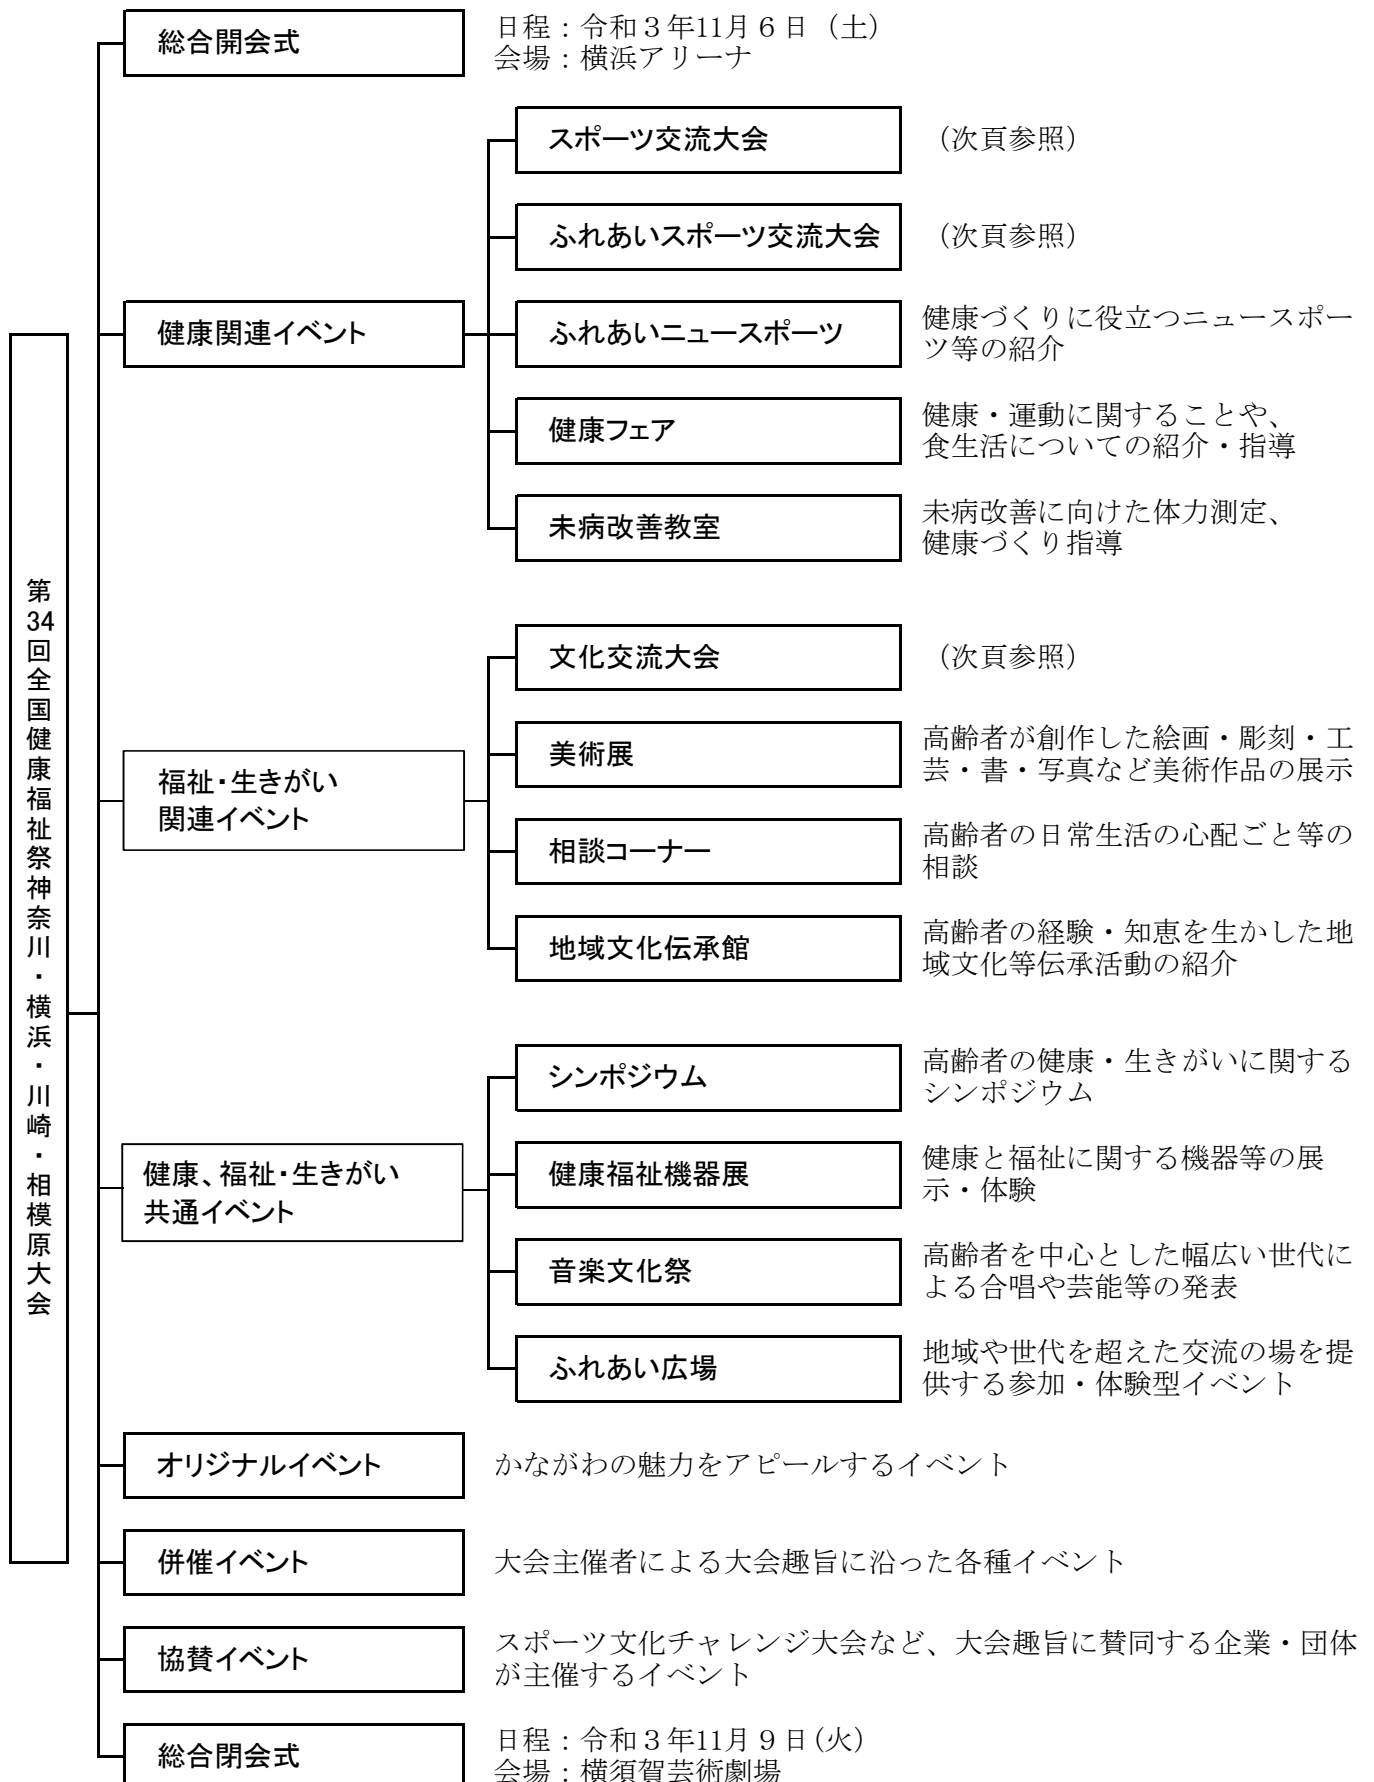 総合開会式
日程：令和３年11月６日（土）
会場：横浜アリーナ
スポーツ交流大会
（次頁参照）
ふれあいスポーツ交流大会
（次頁参照）
健康関連イベント
ふれあいニュースポーツ
健康づくりに役立つニュースポー
ツ等の紹介
健康フェア
健康・運動に関することや、
食生活についての紹介・指導
未病改善教室
未病改善に向けた体力測定、
健康づくり指導
第34回全国健康福祉祭神奈川・横浜・川崎・相模原大会
文化交流大会
（次頁参照）
福祉・生きがい
関連イベント
美術展
高齢者が創作した絵画・彫刻・工
芸・書・写真など美術作品の展示
相談コーナー
高齢者の日常生活の心配ごと等の
相談
地域文化伝承館
高齢者の経験・知恵を生かした地
域文化等伝承活動の紹介
シンポジウム
高齢者の健康・生きがいに関する
シンポジウム
健康、福祉・生きがい
共通イベント
健康福祉機器展
健康と福祉に関する機器等の展
示・体験
音楽文化祭
高齢者を中心とした幅広い世代に
よる合唱や芸能等の発表
ふれあい広場
地域や世代を超えた交流の場を提
供する参加・体験型イベント
オリジナルイベント
かながわの魅力をアピールするイベント
併催イベント
大会主催者による大会趣旨に沿った各種イベント
協賛イベント
スポーツ文化チャレンジ大会など、大会趣旨に賛同する企業・団体
が主催するイベント
総合閉会式
日程：令和３年11月９日(火）
会場：横須賀芸術劇場